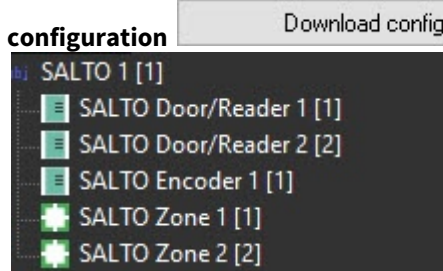 Download config
configuration
SALTO 1 [1]
SALTO Door/Reader 1 [1]
SALTO Door/Reader 2 [2]
SALTO Encoder 1 [1]
SALTO Zone 1 [1]
SALTO Zone 2 [2]